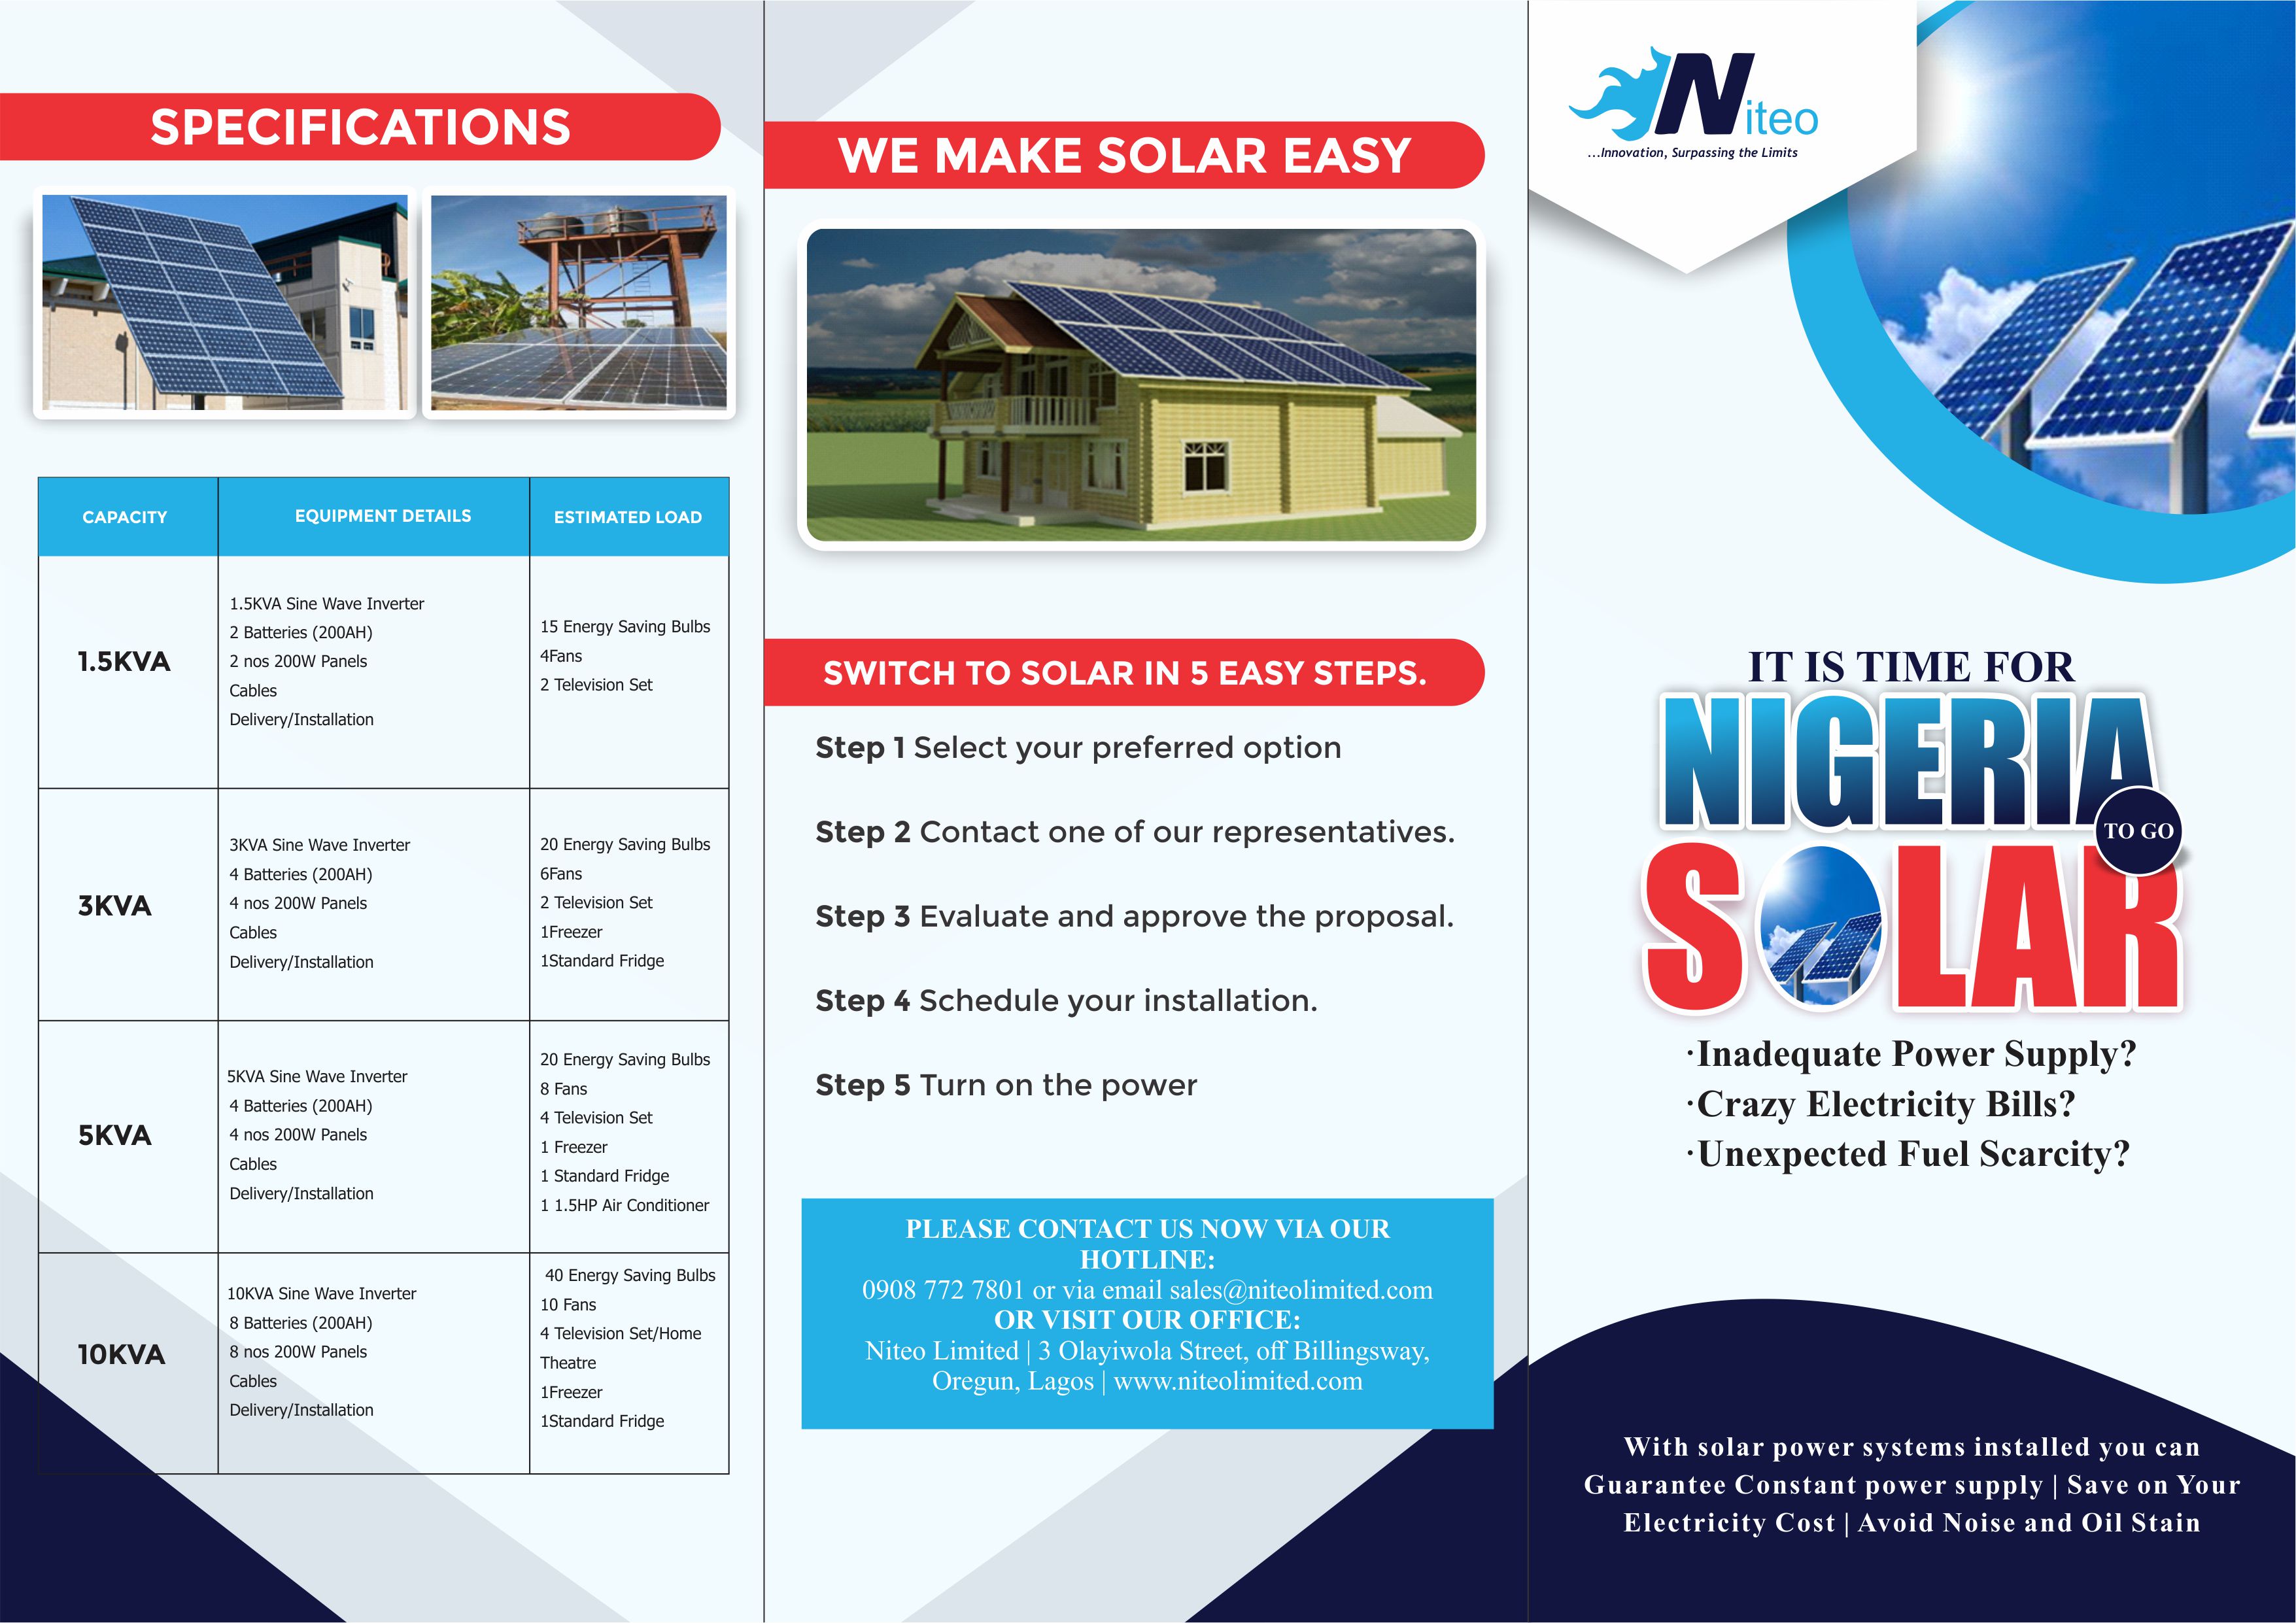 SPECIFICATIONS
CAPACITY
EQUIPMENT DETAILS
ESTIMATED LOAD
1.5KVA
1.5KVA Sine Wave Inverter
2 Batteries (200AH)
2 nos 200W Panels
Cables
Delivery/Installation
15 Energy Saving Bulbs
4Fans
2 Television Set
3KVA
3KVA Sine Wave Inverter
4 Batteries (200AH)
4 nos 200W Panels
Cables
Delivery/Installation
20 Energy Saving Bulbs
6Fans
2 Television Set
1Freezer
1Standard Fridge
5KVA
5KVA Sine Wave Inverter
4 Batteries (200AH)
4 nos 200W Panels
Cables
Delivery/Installation
20 Energy Saving Bulbs
8 Fans
4 Television Set
1 Freezer
1 Standard Fridge
1 1.5HP Air Conditioner
10KVA
10KVA Sine Wave Inverter
8 Batteries (200AH)
8 nos 200W Panels
Cables
Delivery/Installation
40 Energy Saving Bulbs
10 Fans
4 Television Set/Home
Theatre
1Freezer
1Standard Fridge
WE MAKE SOLAR EASY
SWITCH TO SOLAR IN 5 EASY STEPS.
Step 1 Select your preferred option
Step 2 Contact one of our representatives.
Step 3 Evaluate and approve the proposal.
Step 4 Schedule your installation.
Step 5 Turn on the power
PLEASE CONTACT US NOW VIA OUR
HOTLINE:
0908 772 7801 or via email sales@niteolimited.com
OR VISIT OUR OFFICE:
Niteo Limited | 3 Olayiwola Street, off Billingsway,
Oregun, Lagos | www.niteolimited.com
Niteo
...Innovation, Surpassing the Limits
IT IS TIME FOR
NIGERIA
TO GO
SOLAR
·Inadequate Power Supply?
·Crazy Electricity Bills?
·Unexpected Fuel Scarcity?
With solar power systems installed you can
Guarantee Constant power supply | Save on Your
Electricity Cost | Avoid Noise and Oil Stain